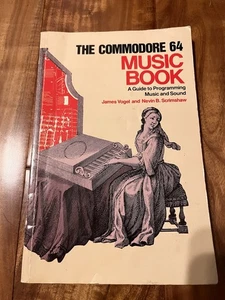 THE COMMODORE 64
MUSIC
BOOK
A Guide to Programming
Music and Sound
James Vogel and Nevin B. Scrimshaw